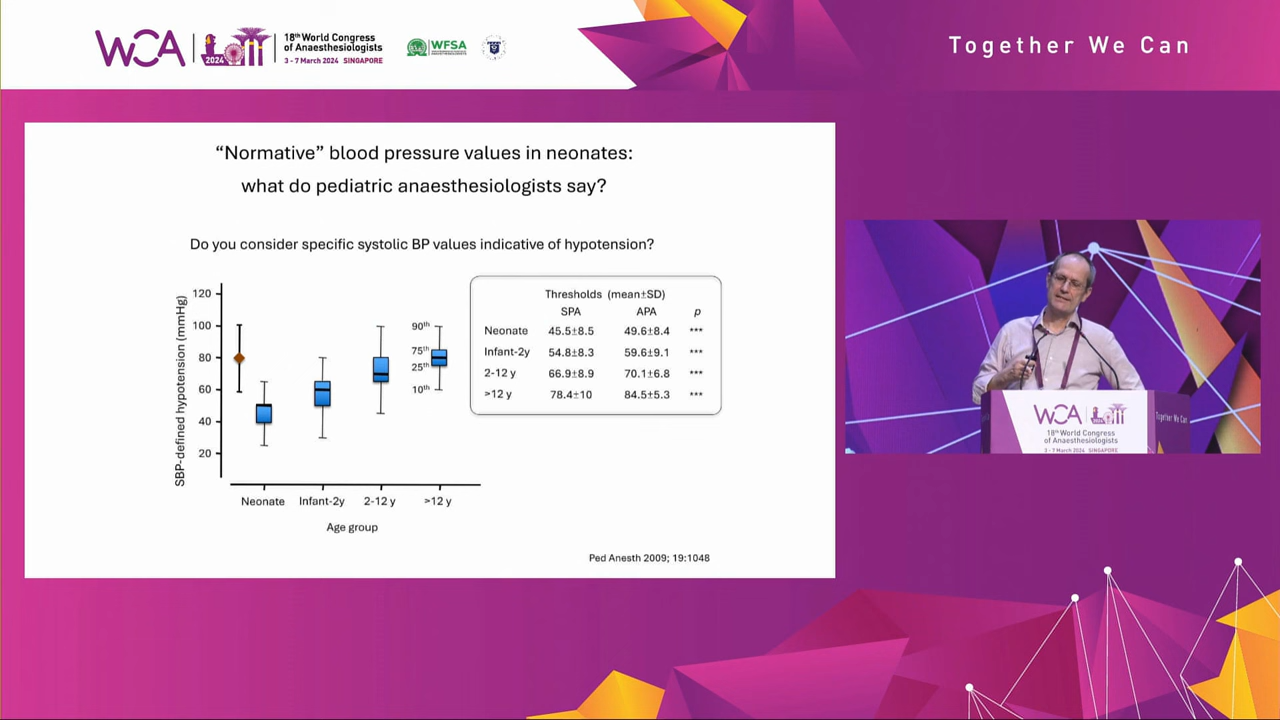 WCA
2024
18th World Congress
of Anaesthesiologists
3 - 7 March 2024 SINGAPORE
WFSA
Together We Can
“Normative” blood pressure values in neonates:
what do pediatric anaesthesiologists say?
Do you consider specific systolic BP values indicative of hypotension?
SBP-defined hypotension (mmHg)
120
100
80
60
40
20
90th
75th
25th
10th
Neonate Infant-2y 2-12 y >12 y
Age group
Thresholds (mean±SD)
SPA APA p
Neonate 45.5±8.5 49.6±8.4 ***
Infant-2y 54.8±8.3 59.6±9.1 ***
2-12 y 66.9±8.9 70.1±6.8 ***
>12 y 78.4±10 84.5±5.3 ***
Ped Anesth 2009; 19:1048
WCA
18th World Congress
of Anaesthesiologists
3 - 7 March 2024 SINGAPORE
Together We Can